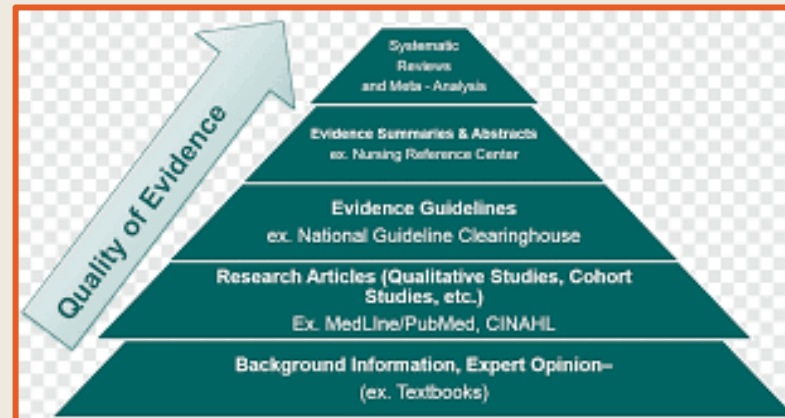 Quality of Evidence
Systematic
Reviews
and Meta - Analysis
Evidence Summaries & Abstracts
ex. Nursing Reference Center
Evidence Guidelines
ex. National Guideline Clearinghouse
Research Articles (Qualitative Studies, Cohort
Studies, etc.)
Ex. MedLine/PubMed, CINAHL
Background Information, Expert Opinion–
(ex. Textbooks)